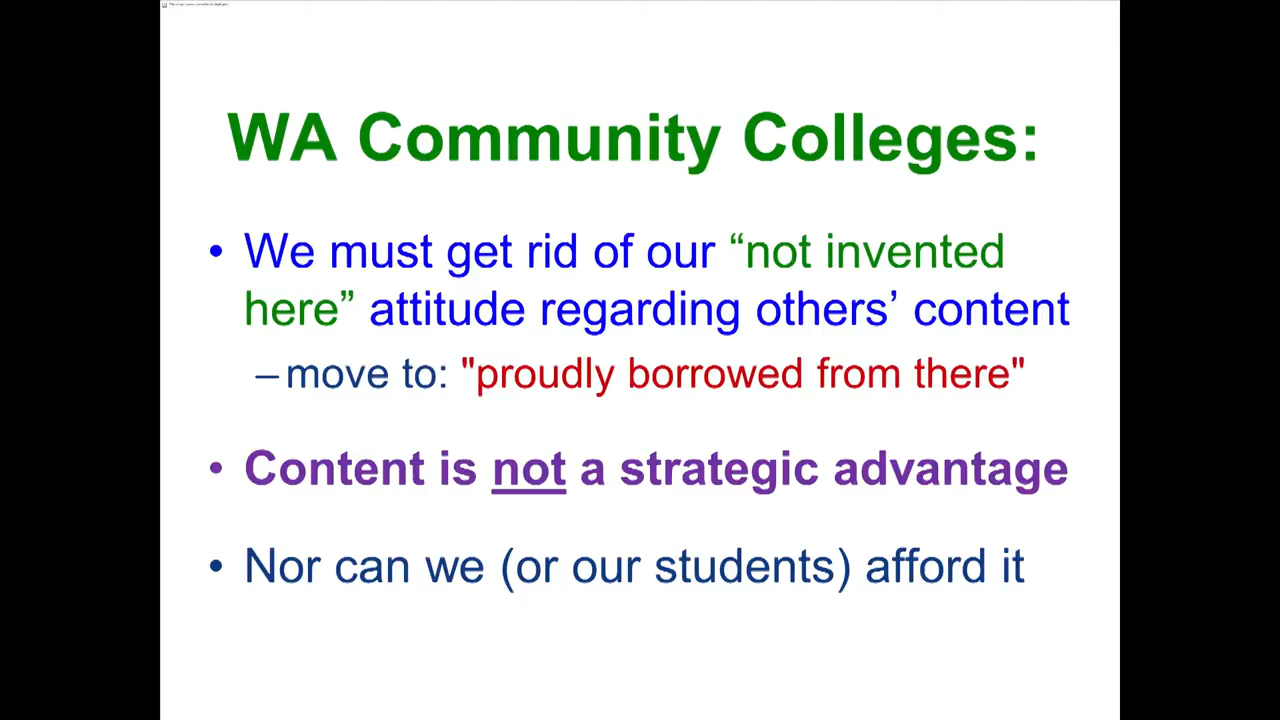 WA Community Colleges:
• We must get rid of our “not invented
here” attitude regarding others’ content
– move to: "proudly borrowed from there"
• Content is not a strategic advantage
• Nor can we (or our students) afford it